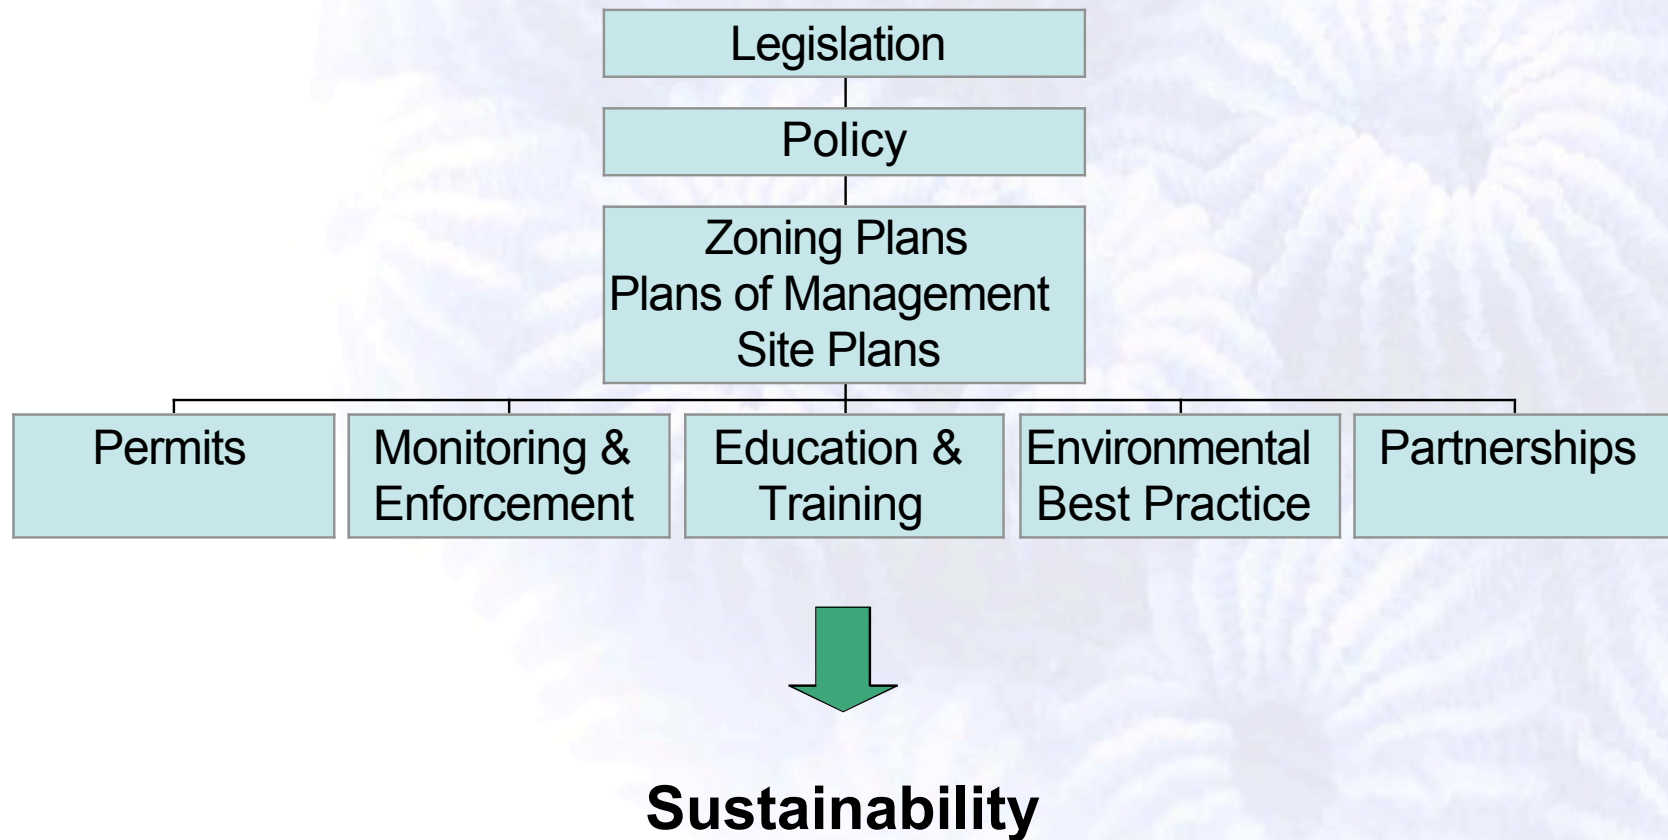 Legislation
Policy
Zoning Plans
Plans of Management
Site Plans
Permits
Monitoring &
Enforcement
Education &
Training
Environmental
Best Practice
Partnerships
Sustainability